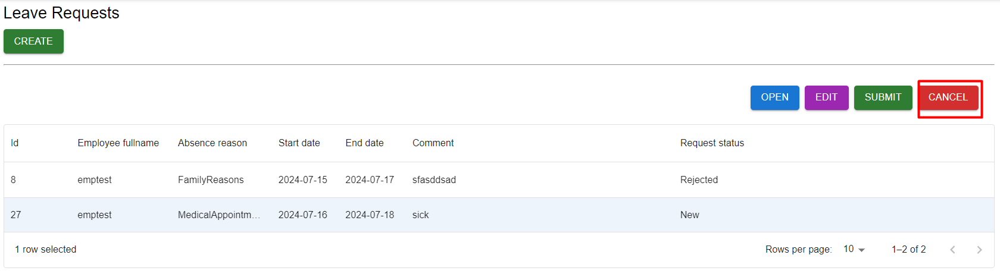 Leave Requests
CREATE
OPEN EDIT SUBMIT CANCEL
Id Employee fullname Absence reason Start date End date Comment Request status
8 emptest FamilyReasons 2024-07-15 2024-07-17 sfasddsad Rejected
27 emptest MedicalAppointm... 2024-07-16 2024-07-18 sick New
1 row selected Rows per page: 10 1–2 of 2